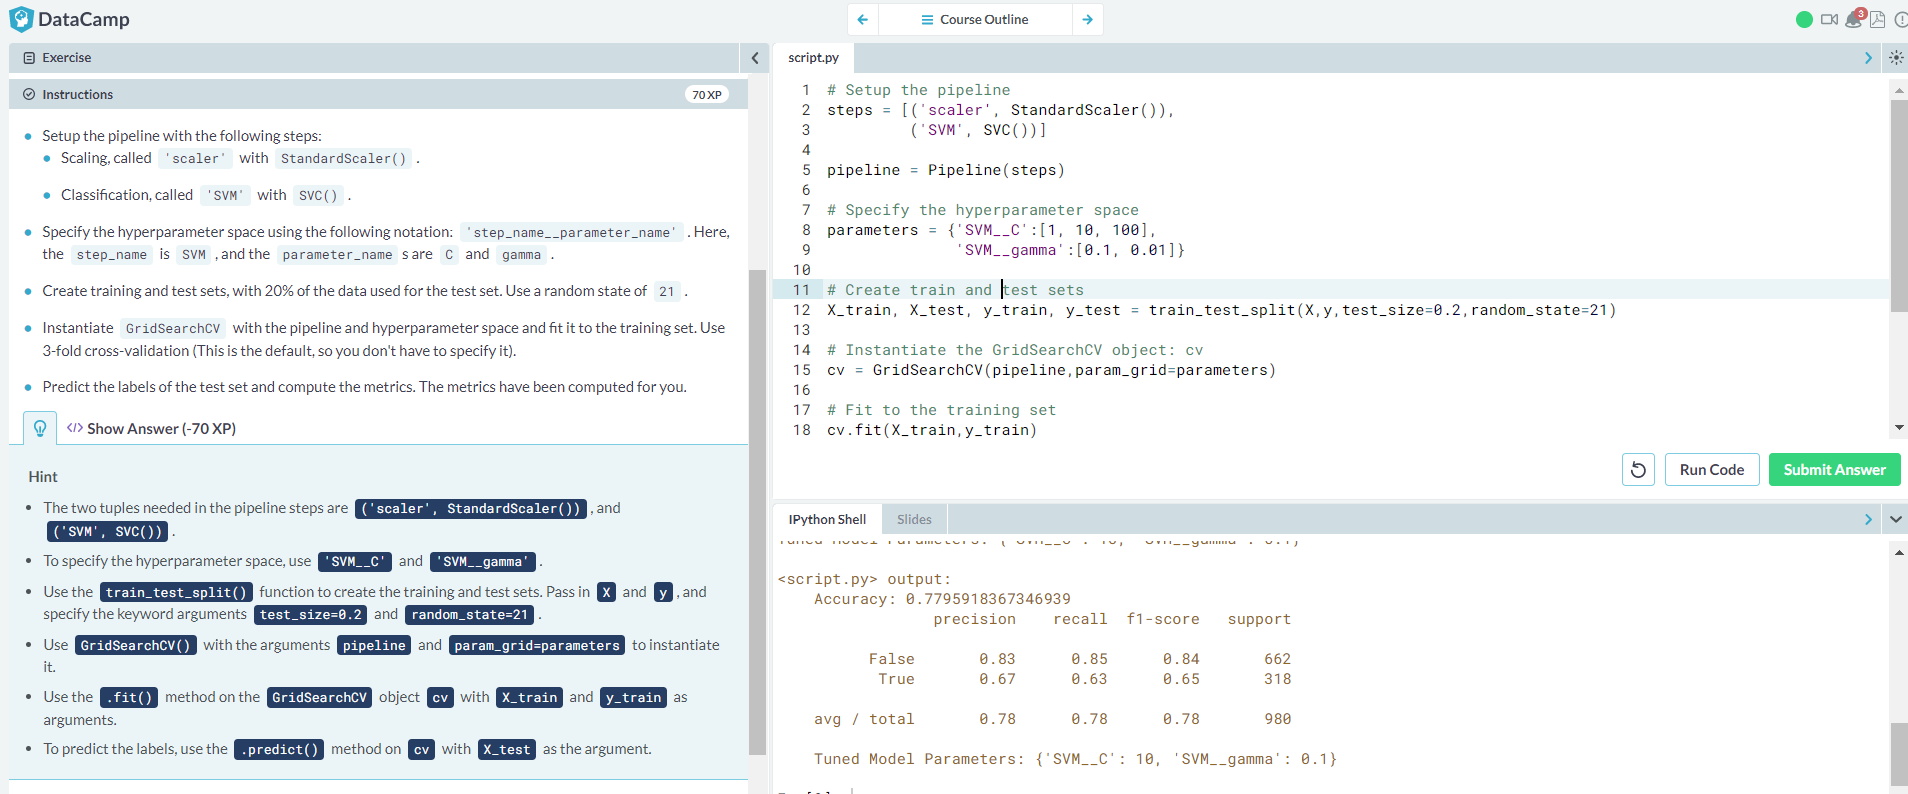 DataCamp
Course Outline
3
Exercise
Instructions
70 XP
Setup the pipeline with the following steps:
Scaling, called 'scaler' with StandardScaler() .
Classification, called 'SVM' with SVC() .
Specify the hyperparameter space using the following notation: 'step_name__parameter_name' . Here,
the step_name is SVM , and the parameter_name s are C and gamma .
Create training and test sets, with 20% of the data used for the test set. Use a random state of 21 .
Instantiate GridSearchCV with the pipeline and hyperparameter space and fit it to the training set. Use
3-fold cross-validation (This is the default, so you don't have to specify it).
Predict the labels of the test set and compute the metrics. The metrics have been computed for you.
</> Show Answer (-70 XP)
Hint
The two tuples needed in the pipeline steps are ('scaler', StandardScaler()) , and
('SVM', SVC()) .
To specify the hyperparameter space, use 'SVM__C' and 'SVM__gamma' .
Use the train_test_split() function to create the training and test sets. Pass in X and y , and
specify the keyword arguments test_size=0.2 and random_state=21 .
Use GridSearchCV() with the arguments pipeline and param_grid=parameters to instantiate
it.
Use the .fit() method on the GridSearchCV object cv with X_train and y_train as
arguments.
To predict the labels, use the .predict() method on cv with X_test as the argument.
script.py
1 # Setup the pipeline
2 steps = [('scaler', StandardScaler()),
3 ('SVM', SVC())]
4
5 pipeline = Pipeline(steps)
6
7 # Specify the hyperparameter space
8 parameters = {'SVM__C':[1, 10, 100],
9 'SVM__gamma':[0.1, 0.01]}
10
11 # Create train and test sets
12 X_train, X_test, y_train, y_test = train_test_split(X,y,test_size=0.2,random_state=21)
13
14 # Instantiate the GridSearchCV object: cv
15 cv = GridSearchCV(pipeline,param_grid=parameters)
16
17 # Fit to the training set
18 cv.fit(X_train,y_train)
Run Code
Submit Answer
IPython Shell
Slides
Tuned Model Parameters: {'SVM__C': 10, 'SVM__gamma': 0.1}
<script.py> output:
Accuracy: 0.7795918367346939
precision recall f1-score support
False 0.83 0.85 0.84 662
True 0.67 0.63 0.65 318
avg / total 0.78 0.78 0.78 980
Tuned Model Parameters: {'SVM__C': 10, 'SVM__gamma': 0.1}